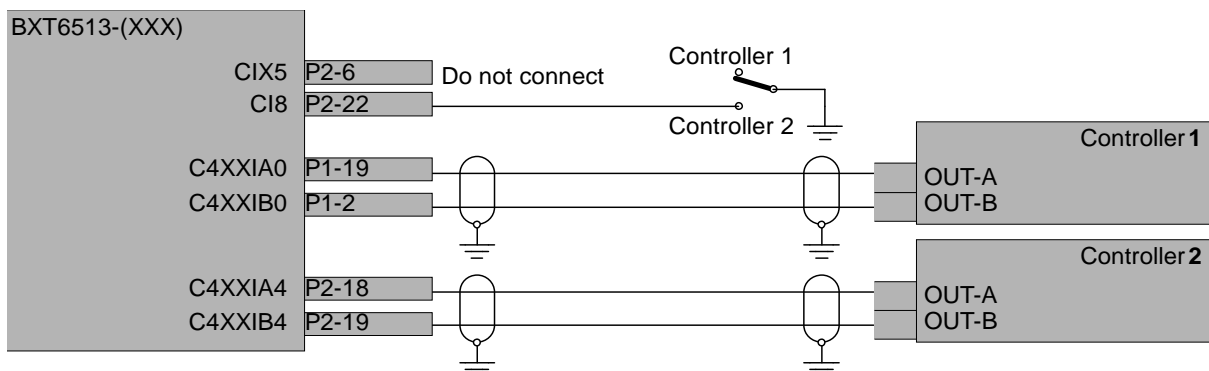 BXT6513-(XXX)
CIX5 P2-6 Do not connect
Controller 1
CI8 P2-22
Controller 2
C4XXIA0 P1-19
C4XXIB0 P1-2
Controller 1
OUT-A
OUT-B
C4XXIA4 P2-18
C4XXIB4 P2-19
Controller 2
OUT-A
OUT-B